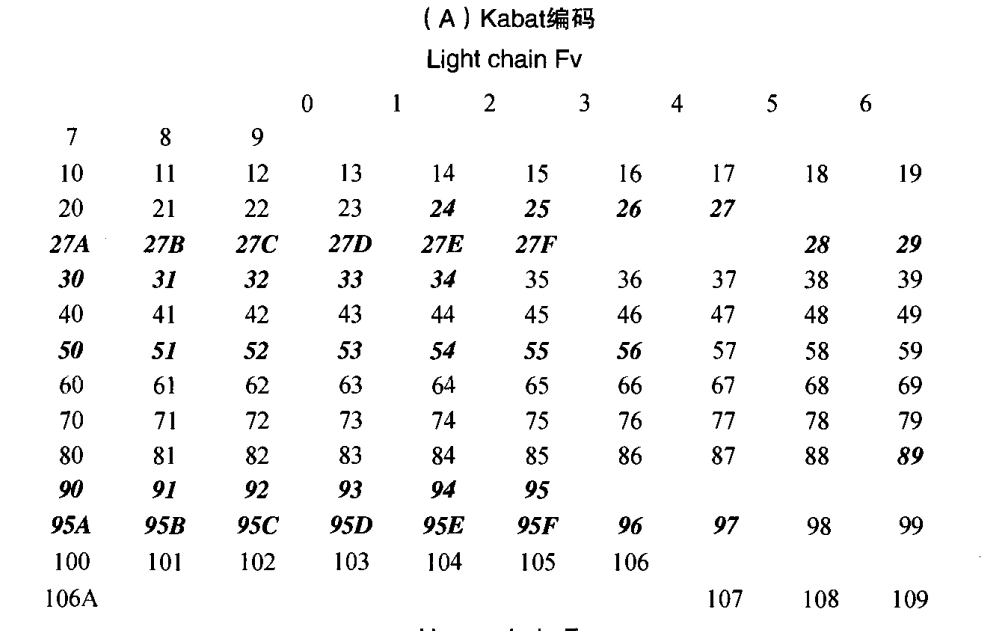 （A）Kabat编码
Light chain Fv
0 1 2 3 4 5 6
7 8 9
10 11 12 13 14 15 16 17 18 19
20 21 22 23 24 25 26 27
27A 27B 27C 27D 27E 27F 28 29
30 31 32 33 34 35 36 37 38 39
40 41 42 43 44 45 46 47 48 49
50 51 52 53 54 55 56 57 58 59
60 61 62 63 64 65 66 67 68 69
70 71 72 73 74 75 76 77 78 79
80 81 82 83 84 85 86 87 88 89
90 91 92 93 94 95
95A 95B 95C 95D 95E 95F 96 97 98 99
100 101 102 103 104 105 106
106A 107 108 109